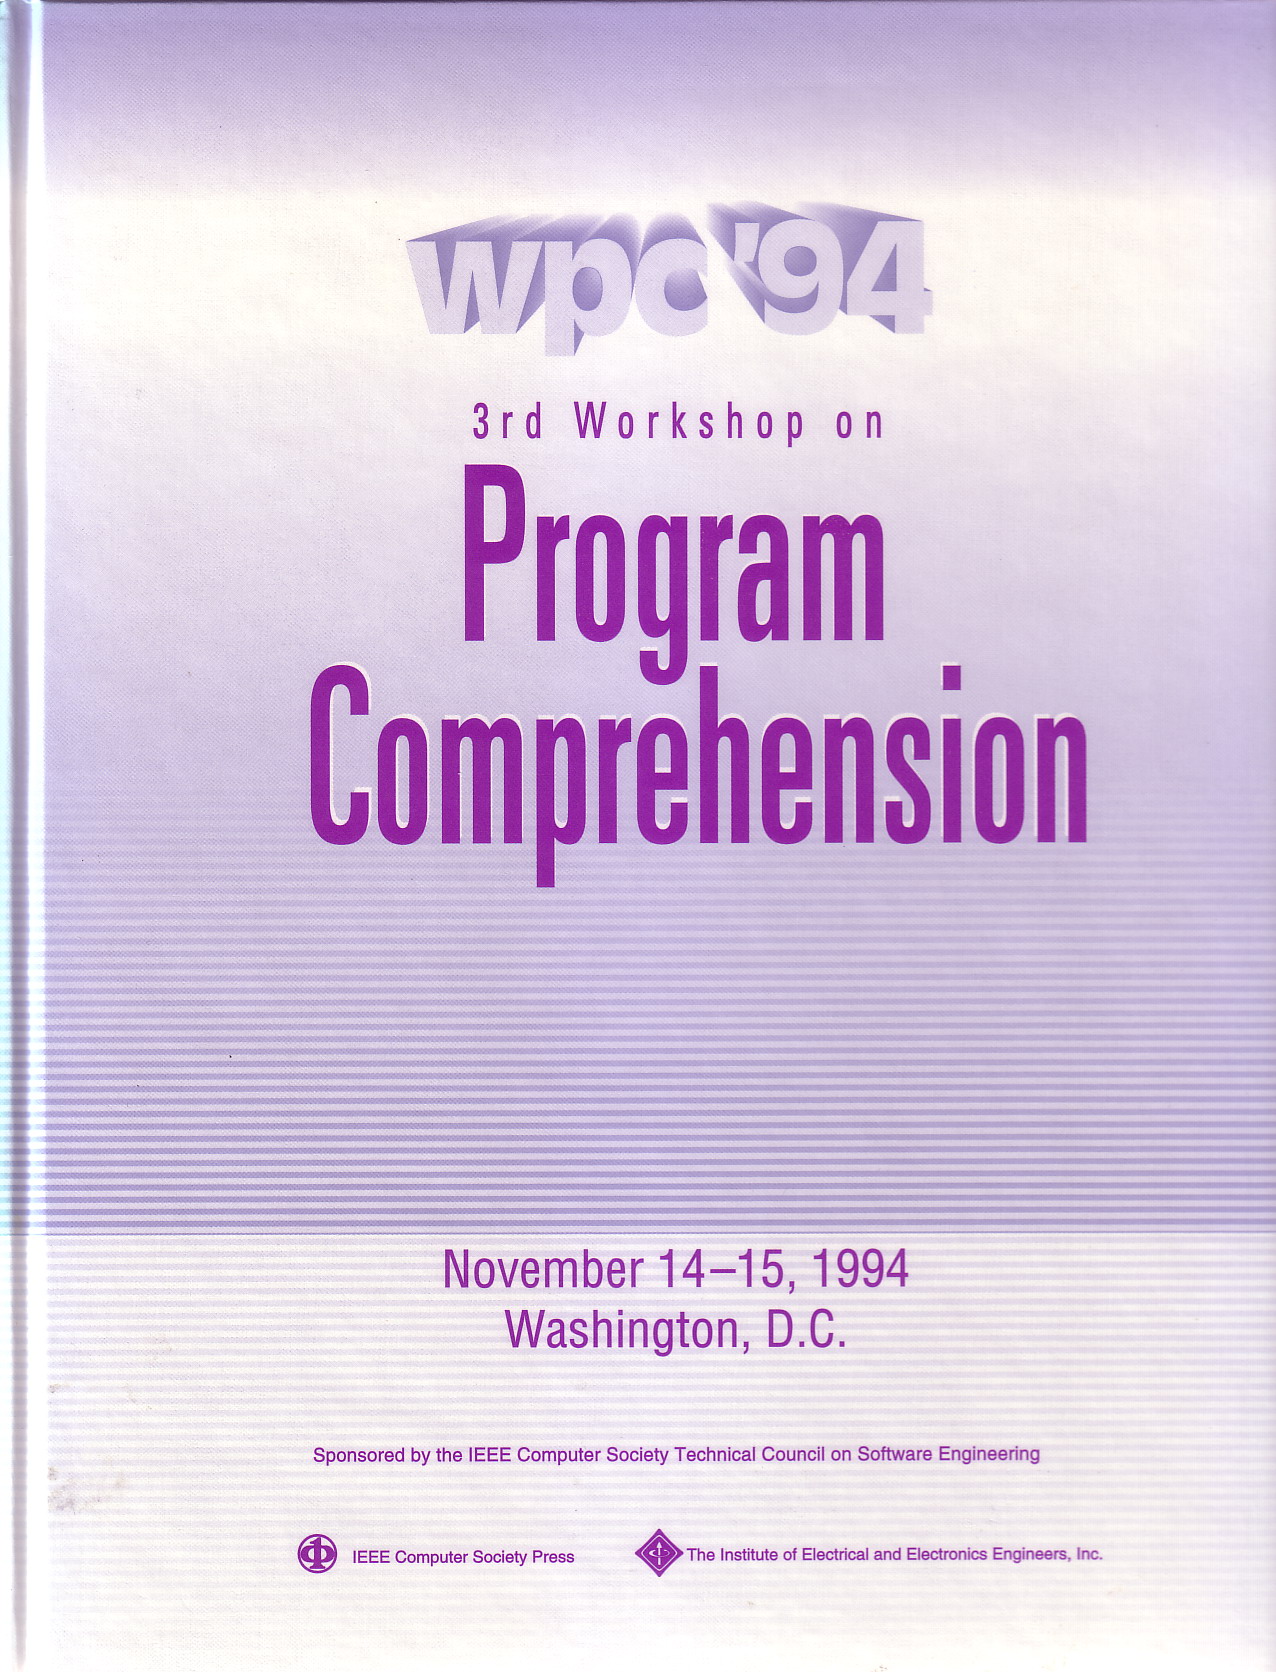 wpc '94
3rd Workshop on
Program
Comprehension
November 14–15, 1994
Washington, D.C.
Sponsored by the IEEE Computer Society Technical Council on Software Engineering
IEEE Computer Society Press
The Institute of Electrical and Electronics Engineers, Inc.